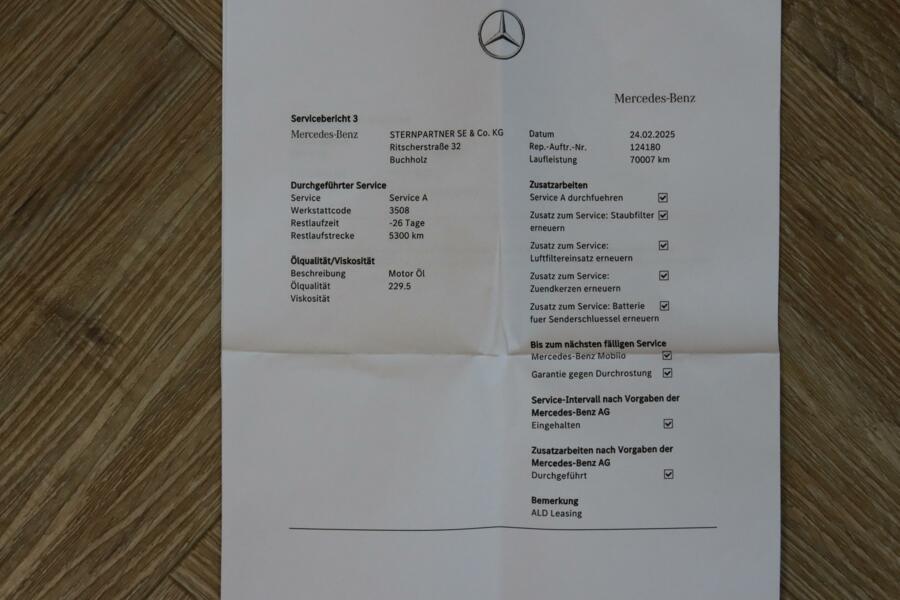 Mercedes-Benz
Servicebericht 3
Mercedes-Benz
STERNPARTNER SE & Co. KG
Ritscherstraße 32
Buchholz
Datum 24.02.2025
Rep.-Auftr.-Nr. 124180
Laufleistung 70007 km
Durchgeführter Service
Service Service A
Werkstattcode 3508
Restlaufzeit -26 Tage
Restlaufstrecke 5300 km
Ölqualität/Viskosität
Beschreibung Motor Öl
Ölqualität 229.5
Viskosität
Zusatzarbeiten
Service A durchfuehren
Zusatz zum Service: Staubfilter
erneuern
Zusatz zum Service:
Luftfiltereinsatz erneuern
Zusatz zum Service:
Zuendkerzen erneuern
Zusatz zum Service: Batterie
fuer Senderschluessel erneuern
Bis zum nächsten fälligen Service
Mercedes-Benz Mobilo
Garantie gegen Durchrostung
Service-Intervall nach Vorgaben der
Mercedes-Benz AG
Eingehalten
Zusatzarbeiten nach Vorgaben der
Mercedes-Benz AG
Durchgeführt
Bemerkung
ALD Leasing